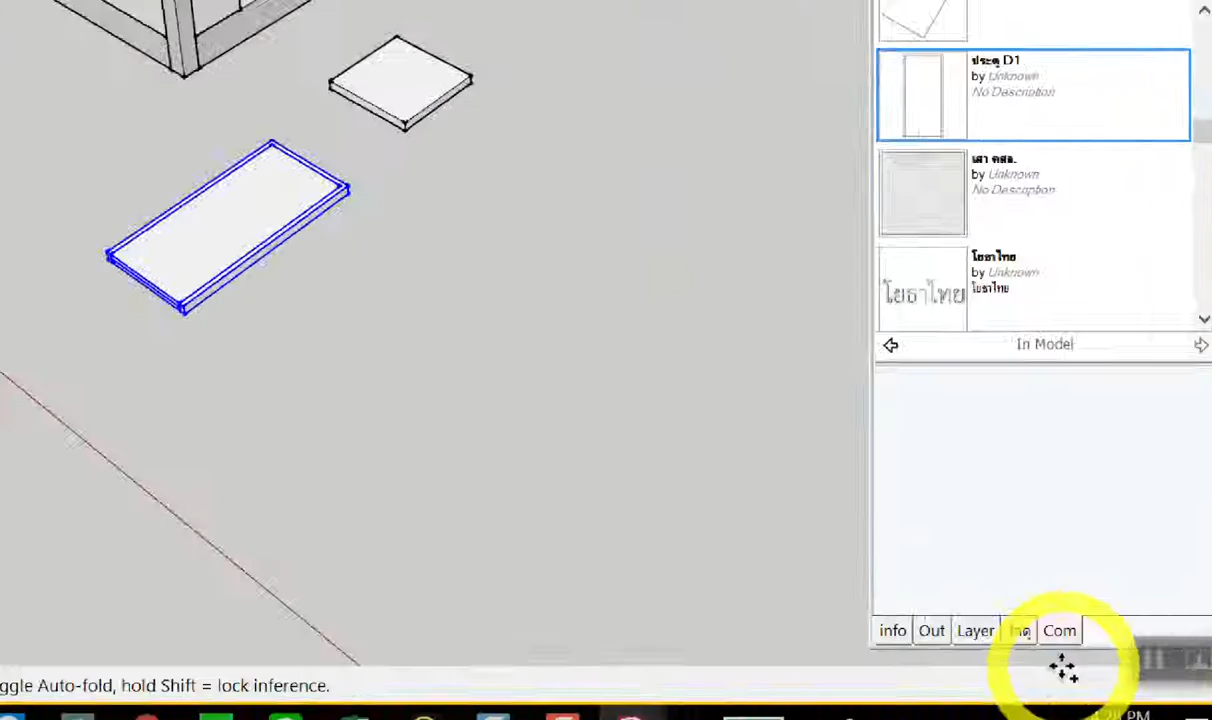 ประตู D1
by Unknown
No Description
เสา คสล.
by Unknown
No Description
โยธาไทย
by Unknown
โยธาไทย
โยธาไทย
In Model
info
Out
Layer
Com
ggle Auto-fold, hold Shift = lock inference.
PM